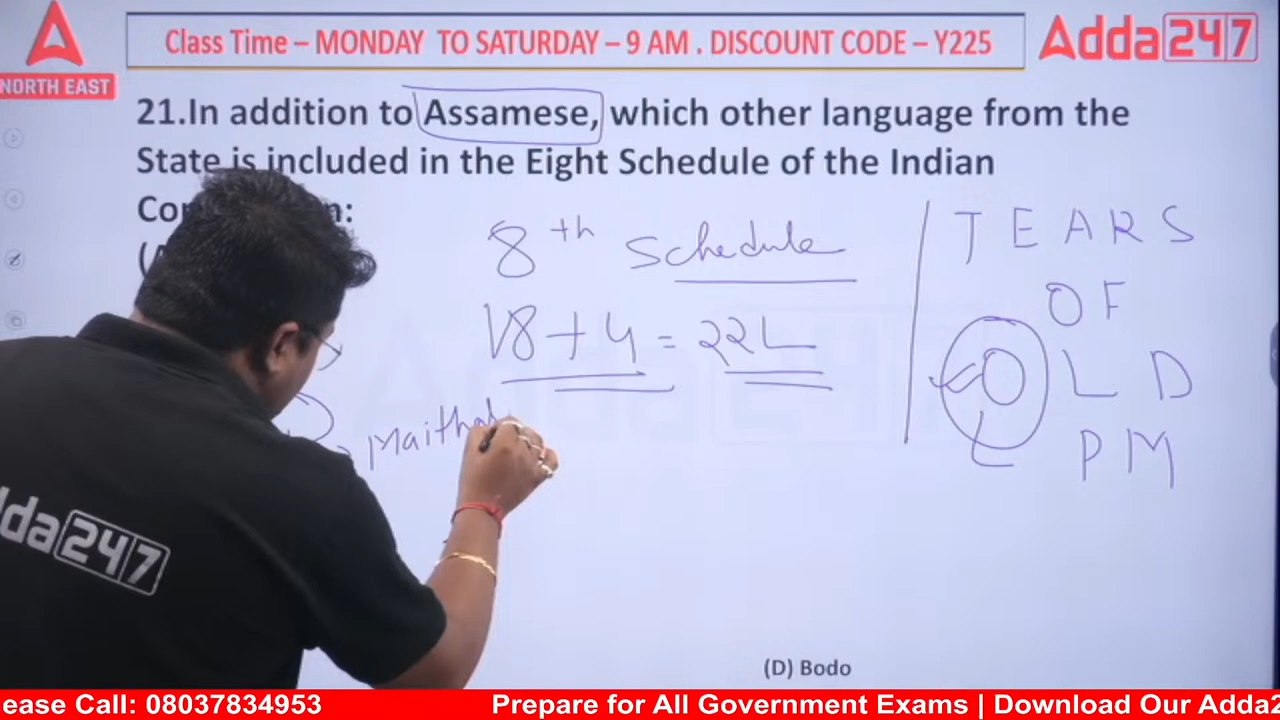 Class Time – MONDAY TO SATURDAY – 9 AM . DISCOUNT CODE – Y225
Adda247
NORTH EAST
21.In addition to Assamese, which other language from the
State is included in the Eight Schedule of the Indian
8th Schedule
18+4 = 22L
TEARS
OF
OLD
PM
(D) Bodo
ease Call: 08037834953
Prepare for All Government Exams | Download Our Adda2